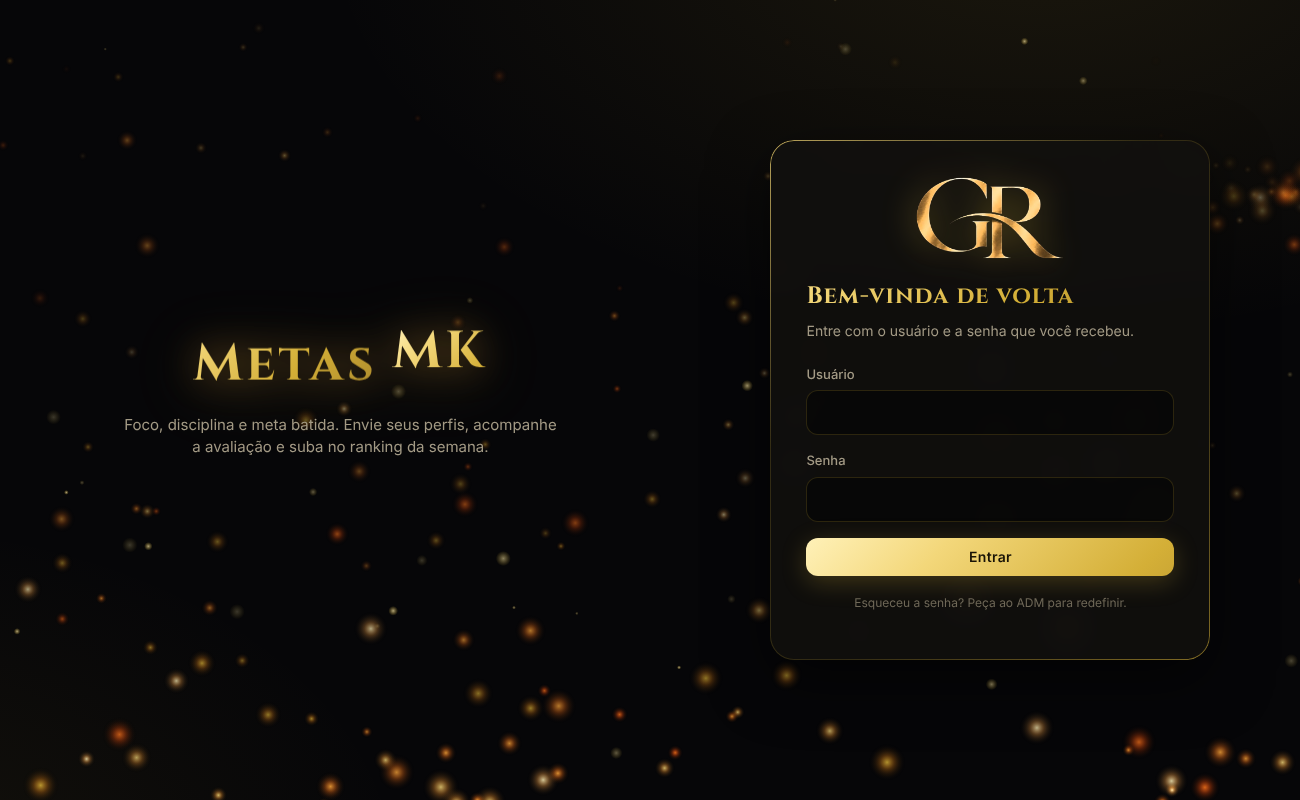 Metas MK
Foco, disciplina e meta batida. Envie seus perfis, acompanhe
a avaliação e suba no ranking da semana.
GR
Bem-vinda de volta
Entre com o usuário e a senha que você recebeu.
Usuário
Senha
Entrar
Esqueceu a senha? Peça ao ADM para redefinir.